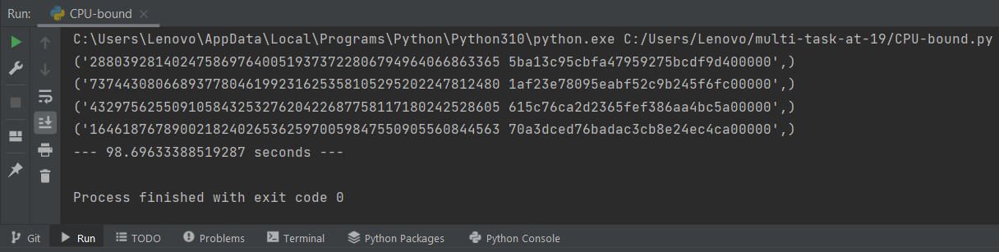 Run: CPU-bound
C:\Users\Lenovo\AppData\Local\Programs\Python\Python310\python.exe C:/Users/Lenovo/multi-task-at-19/CPU-bound.py
('28803928140247586976400519373722806794964066863365 5ba13c95cbfa47959275bcdf9d400000',)
('73744308066893778046199231625358105295202247812480 1af23e78095eabf52c9b245f6fc00000',)
('43297562550910584325327620422687758117180242528605 615c76ca2d2365fef386aa4bc5a00000',)
('16461876789002182402653625970059847550905560844563 70a3dced76badac3cb8e24ec4ca00000',)
--- 98.69633388519287 seconds ---
Process finished with exit code 0
Git Run TODO Problems Terminal Python Packages Python Console